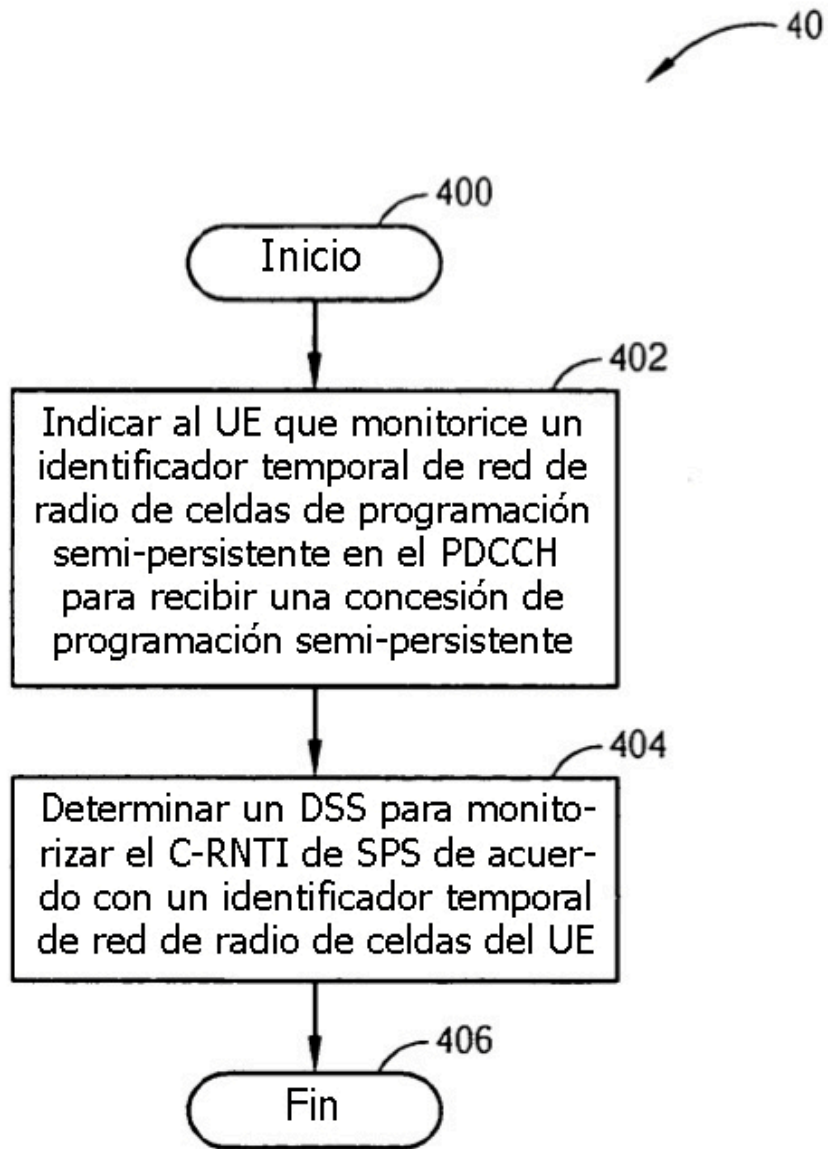 40
400
Inicio
402
Indicar al UE que monitorice un
identificador temporal de red de
radio de celdas de programación
semi-persistente en el PDCCH
para recibir una concesión de
programación semi-persistente
404
Determinar un DSS para monito-
rizar el C-RNTI de SPS de acuer-
do con un identificador temporal
de red de radio de celdas del UE
406
Fin